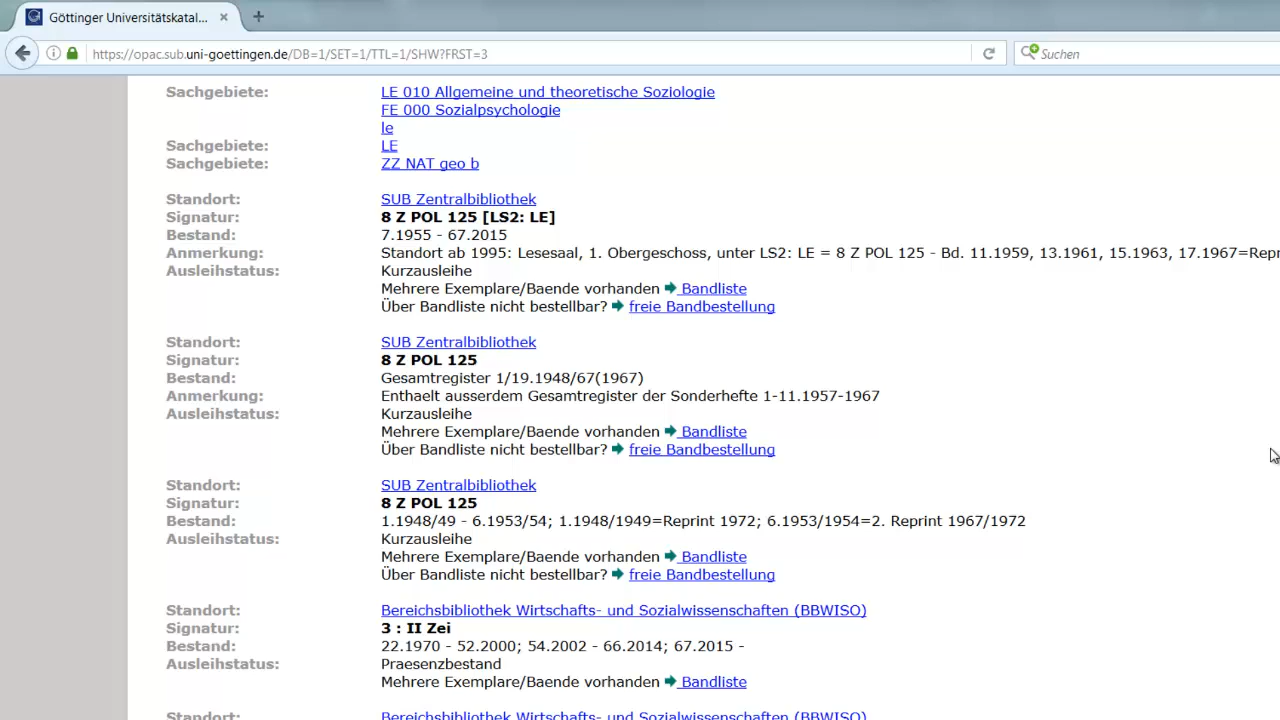 Göttinger Universitätskatal...
https://opac.sub.uni-goettingen.de/DB=1/SET=1/TTL=1/SHW?FRST=3
Suchen
Sachgebiete: LE 010 Allgemeine und theoretische Soziologie
FE 000 Sozialpsychologie
le
Sachgebiete: LE
Sachgebiete: ZZ NAT geo b
Standort: SUB Zentralbibliothek
Signatur: 8 Z POL 125 [LS2: LE]
Bestand: 7.1955 - 67.2015
Anmerkung: Standort ab 1995: Lesesaal, 1. Obergeschoss, unter LS2: LE = 8 Z POL 125 - Bd. 11.1959, 13.1961, 15.1963, 17.1967=Repr
Ausleihstatus: Kurzausleihe
Mehrere Exemplare/Baende vorhanden Bandliste
Über Bandliste nicht bestellbar? freie Bandbestellung
Standort: SUB Zentralbibliothek
Signatur: 8 Z POL 125
Bestand: Gesamtregister 1/19.1948/67(1967)
Anmerkung: Enthaelt ausserdem Gesamtregister der Sonderhefte 1-11.1957-1967
Ausleihstatus: Kurzausleihe
Mehrere Exemplare/Baende vorhanden Bandliste
Über Bandliste nicht bestellbar? freie Bandbestellung
Standort: SUB Zentralbibliothek
Signatur: 8 Z POL 125
Bestand: 1.1948/49 - 6.1953/54; 1.1948/1949=Reprint 1972; 6.1953/1954=2. Reprint 1967/1972
Ausleihstatus: Kurzausleihe
Mehrere Exemplare/Baende vorhanden Bandliste
Über Bandliste nicht bestellbar? freie Bandbestellung
Standort: Bereichsbibliothek Wirtschafts- und Sozialwissenschaften (BBWISO)
Signatur: 3 : II Zei
Bestand: 22.1970 - 52.2000; 54.2002 - 66.2014; 67.2015 -
Ausleihstatus: Praesenzbestand
Mehrere Exemplare/Baende vorhanden Bandliste
Standort: Bereichsbibliothek Wirtschafts- und Sozialwissenschaften (BBWISO)